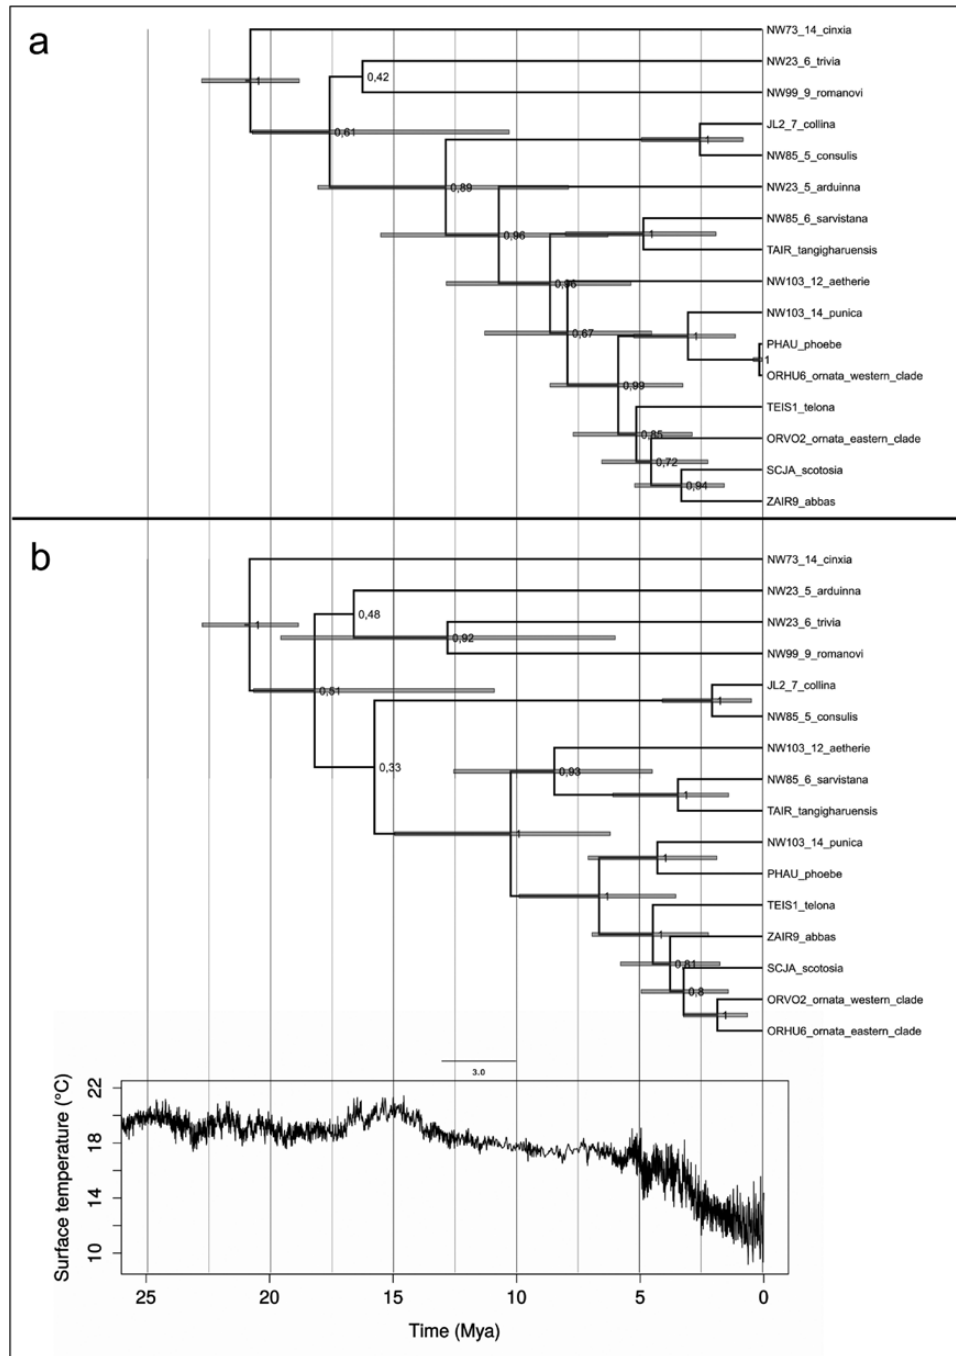 a
NW73_14_cinxia
1
NW23_6_trivia
0,42
NW99_9_romanovi
JL2_7_collina
0,61
1
NW85_5_consulis
NW23_5_arduinna
0,89
NW85_6_sarvistana
0,96
1
TAIR_tangigharuensis
NW103_12_aetherie
0,96
NW103_14_punica
0,67
1
PHAU_phoebe
1
ORHU6_ornata_western_clade
0,99
TEIS1_telona
0,85
ORVO2_ornata_eastern_clade
0,72
SCJA_scotosia
0,94
ZAIR9_abbas
b
NW73_14_cinxia
NW23_5_arduinna
0,48
NW23_6_trivia
1
0,92
NW99_9_romanovi
JL2_7_collina
0,51
1
NW85_5_consulis
NW103_12_aetherie
0,33
0,93
NW85_6_sarvistana
1
TAIR_tangigharuensis
1
NW103_14_punica
1
PHAU_phoebe
1
TEIS1_telona
1
ZAIR9_abbas
0,81
SCJA_scotosia
0,8
ORVO2_ornata_western_clade
1
ORHU6_ornata_eastern_clade
3.0
Surface temperature (°C)
22
18
14
10
25 20 15 10 5 0
Time (Mya)